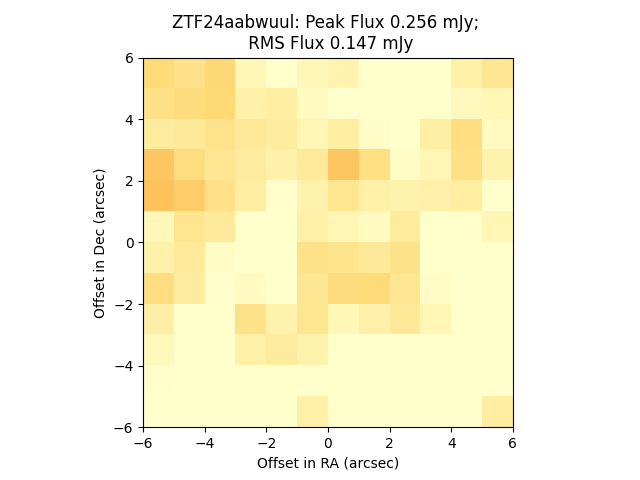 ZTF24aabwuul: Peak Flux 0.256 mJy;
RMS Flux 0.147 mJy
6
4
2
0
−2
−4
−6
Offset in Dec (arcsec)
−6 −4 −2 0 2 4 6
Offset in RA (arcsec)